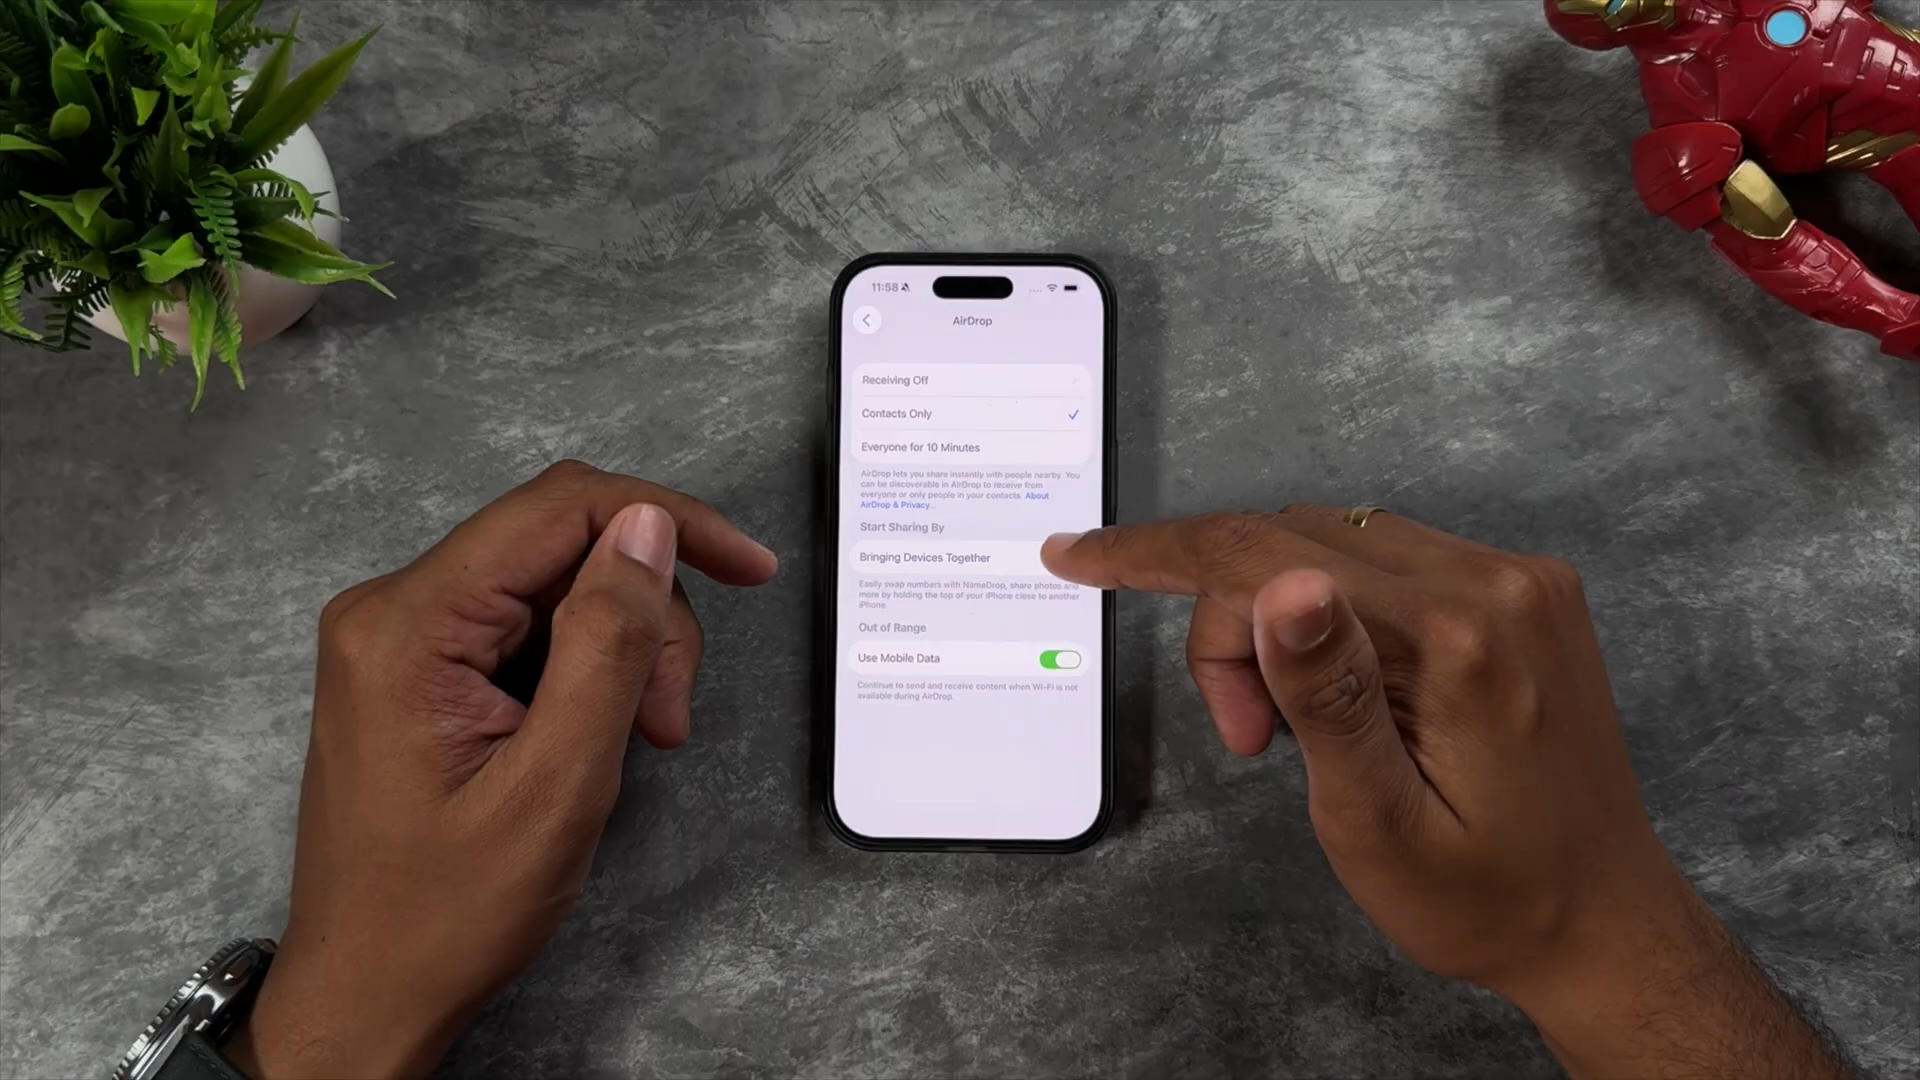 11:58
AirDrop
Receiving Off
Contacts Only
Everyone for 10 Minutes
AirDrop lets you share instantly with people nearby. You
can be discoverable in AirDrop to receive from
everyone or only people in your contacts. About
AirDrop & Privacy...
Start Sharing By
Bringing Devices Together
Easily swap numbers with NameDrop, share photos and
more by holding the top of your iPhone close to another
iPhone.
Out of Range
Use Mobile Data
Continue to send and receive content when Wi-Fi is not
available during AirDrop.